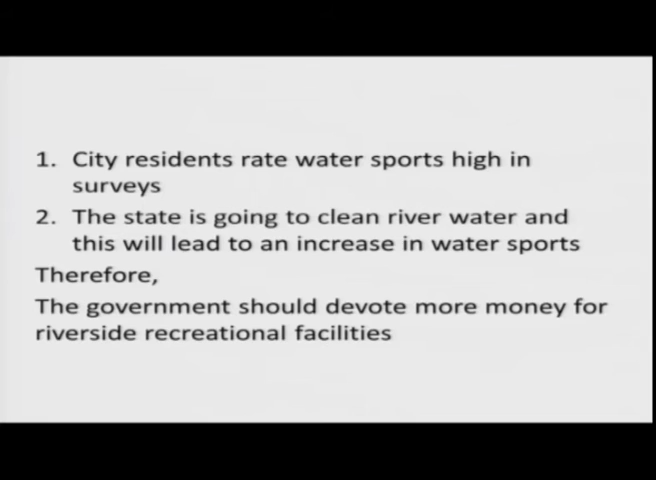 1. City residents rate water sports high in
surveys
2. The state is going to clean river water and
this will lead to an increase in water sports
Therefore,
The government should devote more money for
riverside recreational facilities